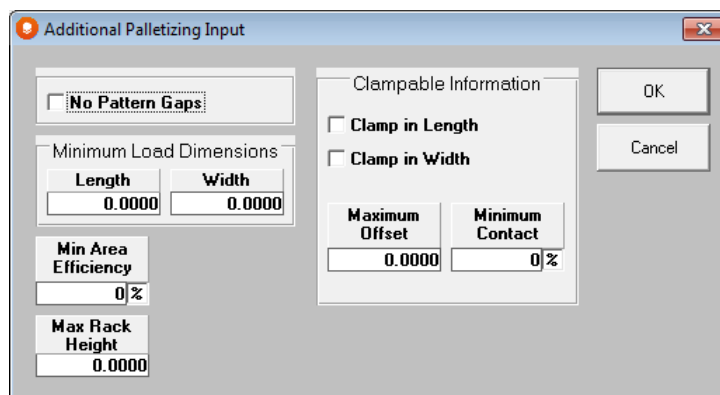 Additional Palletizing Input
No Pattern Gaps
Minimum Load Dimensions
Length Width
0.0000 0.0000
Min Area
Efficiency
0 %
Max Rack
Height
0.0000
Clampable Information
Clamp in Length
Clamp in Width
Maximum Minimum
Offset Contact
0.0000 0 %
OK
Cancel